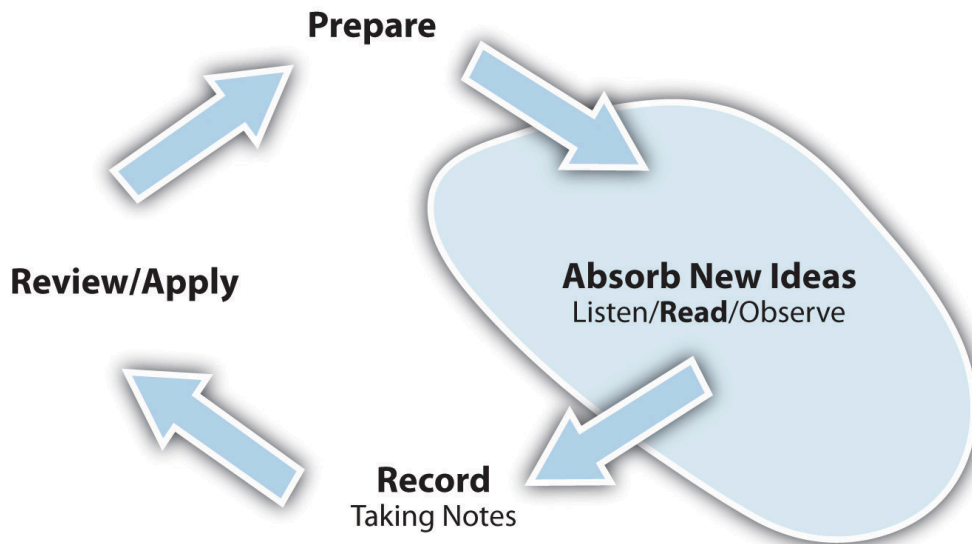 Prepare
Absorb New Ideas
Listen/Read/Observe
Record
Taking Notes
Review/Apply